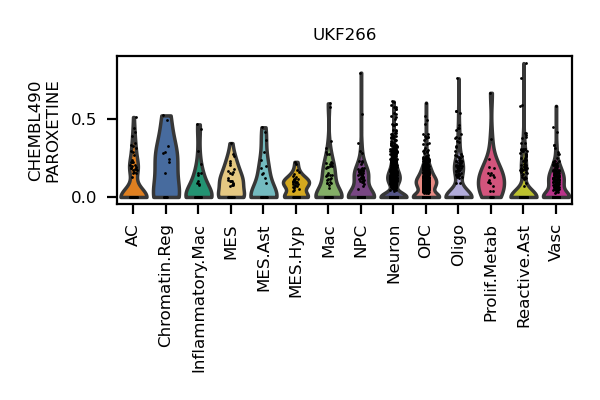 UKF266
CHEMBL490
PAROXETINE
0.5
0.0
AC
Chromatin.Reg
Inflammatory.Mac
MES
MES.Ast
MES.Hyp
Mac
NPC
Neuron
OPC
Oligo
Prolif.Metab
Reactive.Ast
Vasc